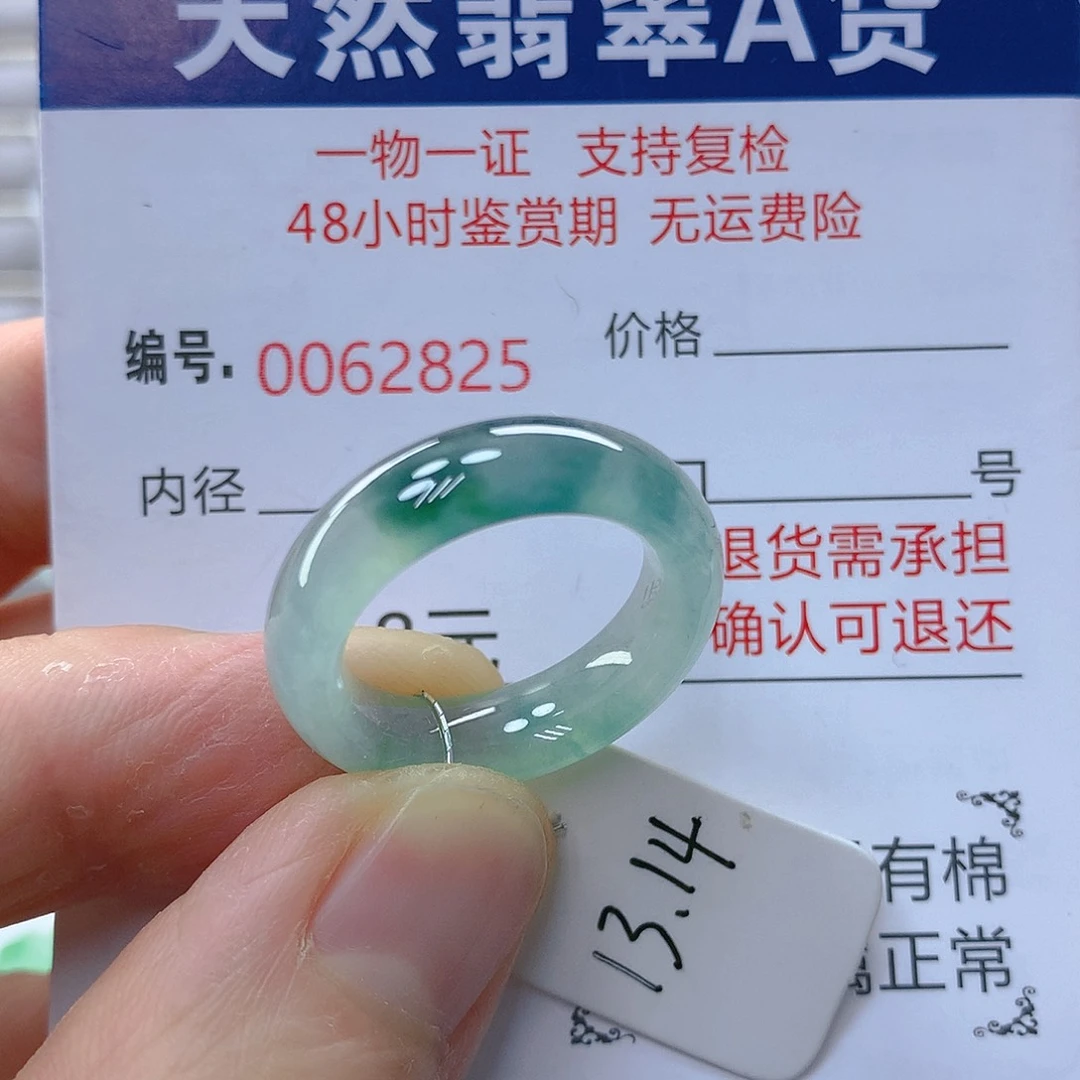 天然翡翠A货
一物一证 支持复检
48小时鉴赏期 无运费险
编号. 0062825 价格
内径 号
退货需承担
元 确认可退还
13.14
有棉
正常